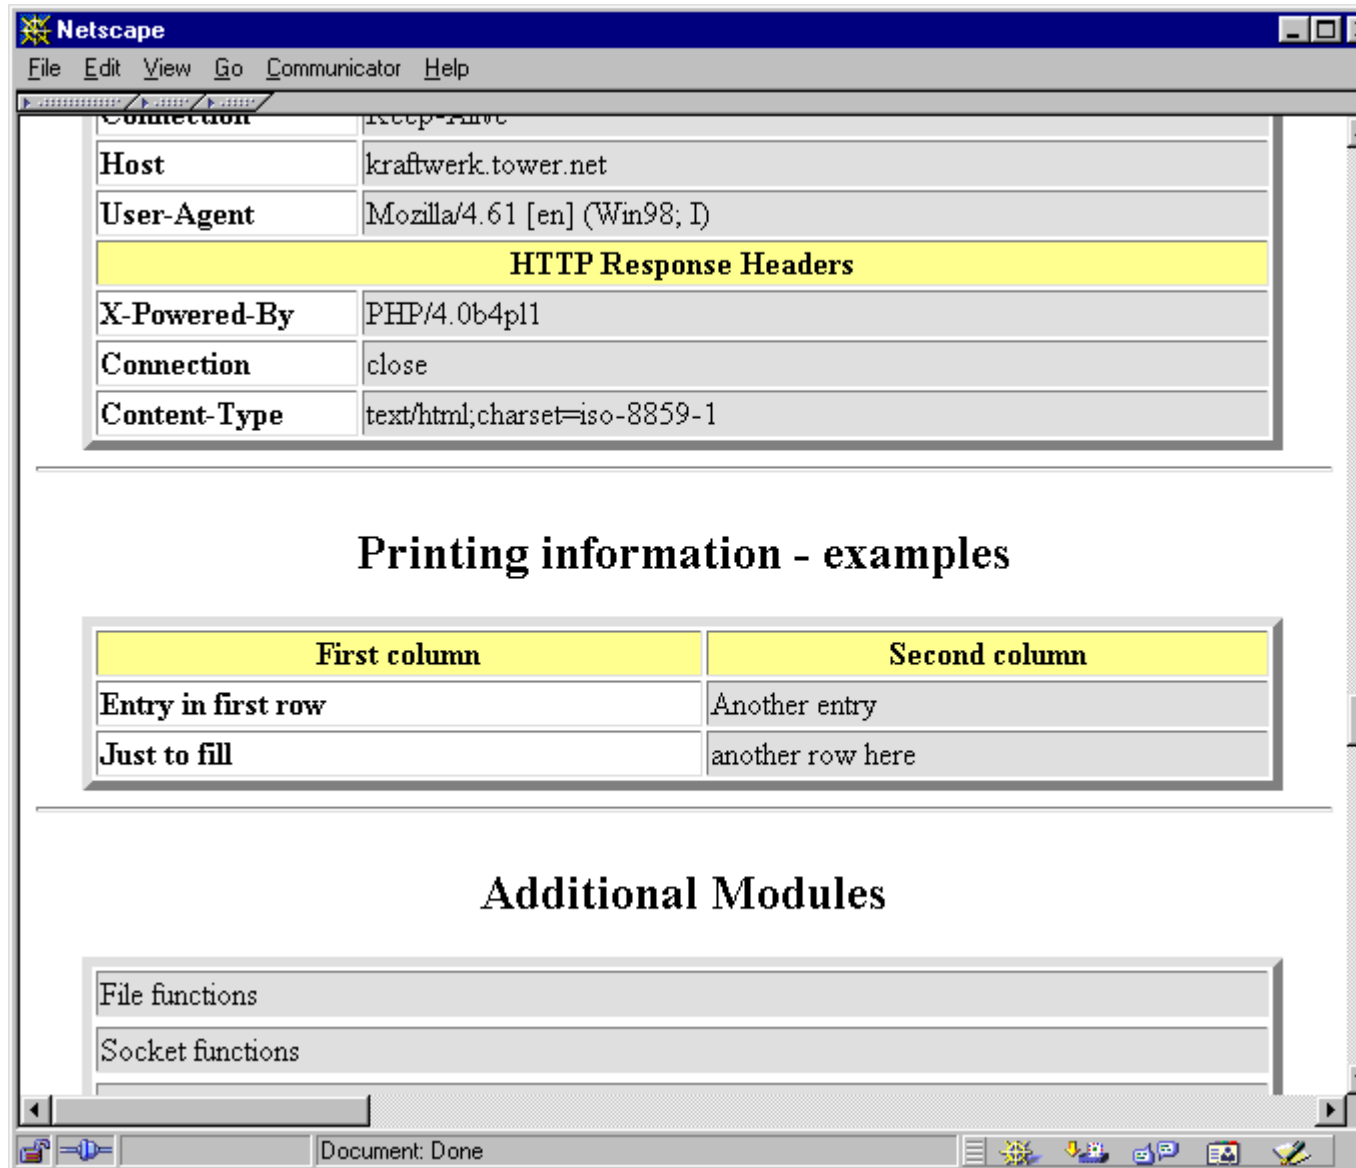 Netscape
File Edit View Go Communicator Help
Connection Keep-Alive
Host kraftwerk.tower.net
User-Agent Mozilla/4.61 [en] (Win98; I)
HTTP Response Headers
X-Powered-By PHP/4.0b4pl1
Connection close
Content-Type text/html;charset=iso-8859-1
Printing information - examples
First column Second column
Entry in first row Another entry
Just to fill another row here
Additional Modules
File functions
Socket functions
Document: Done